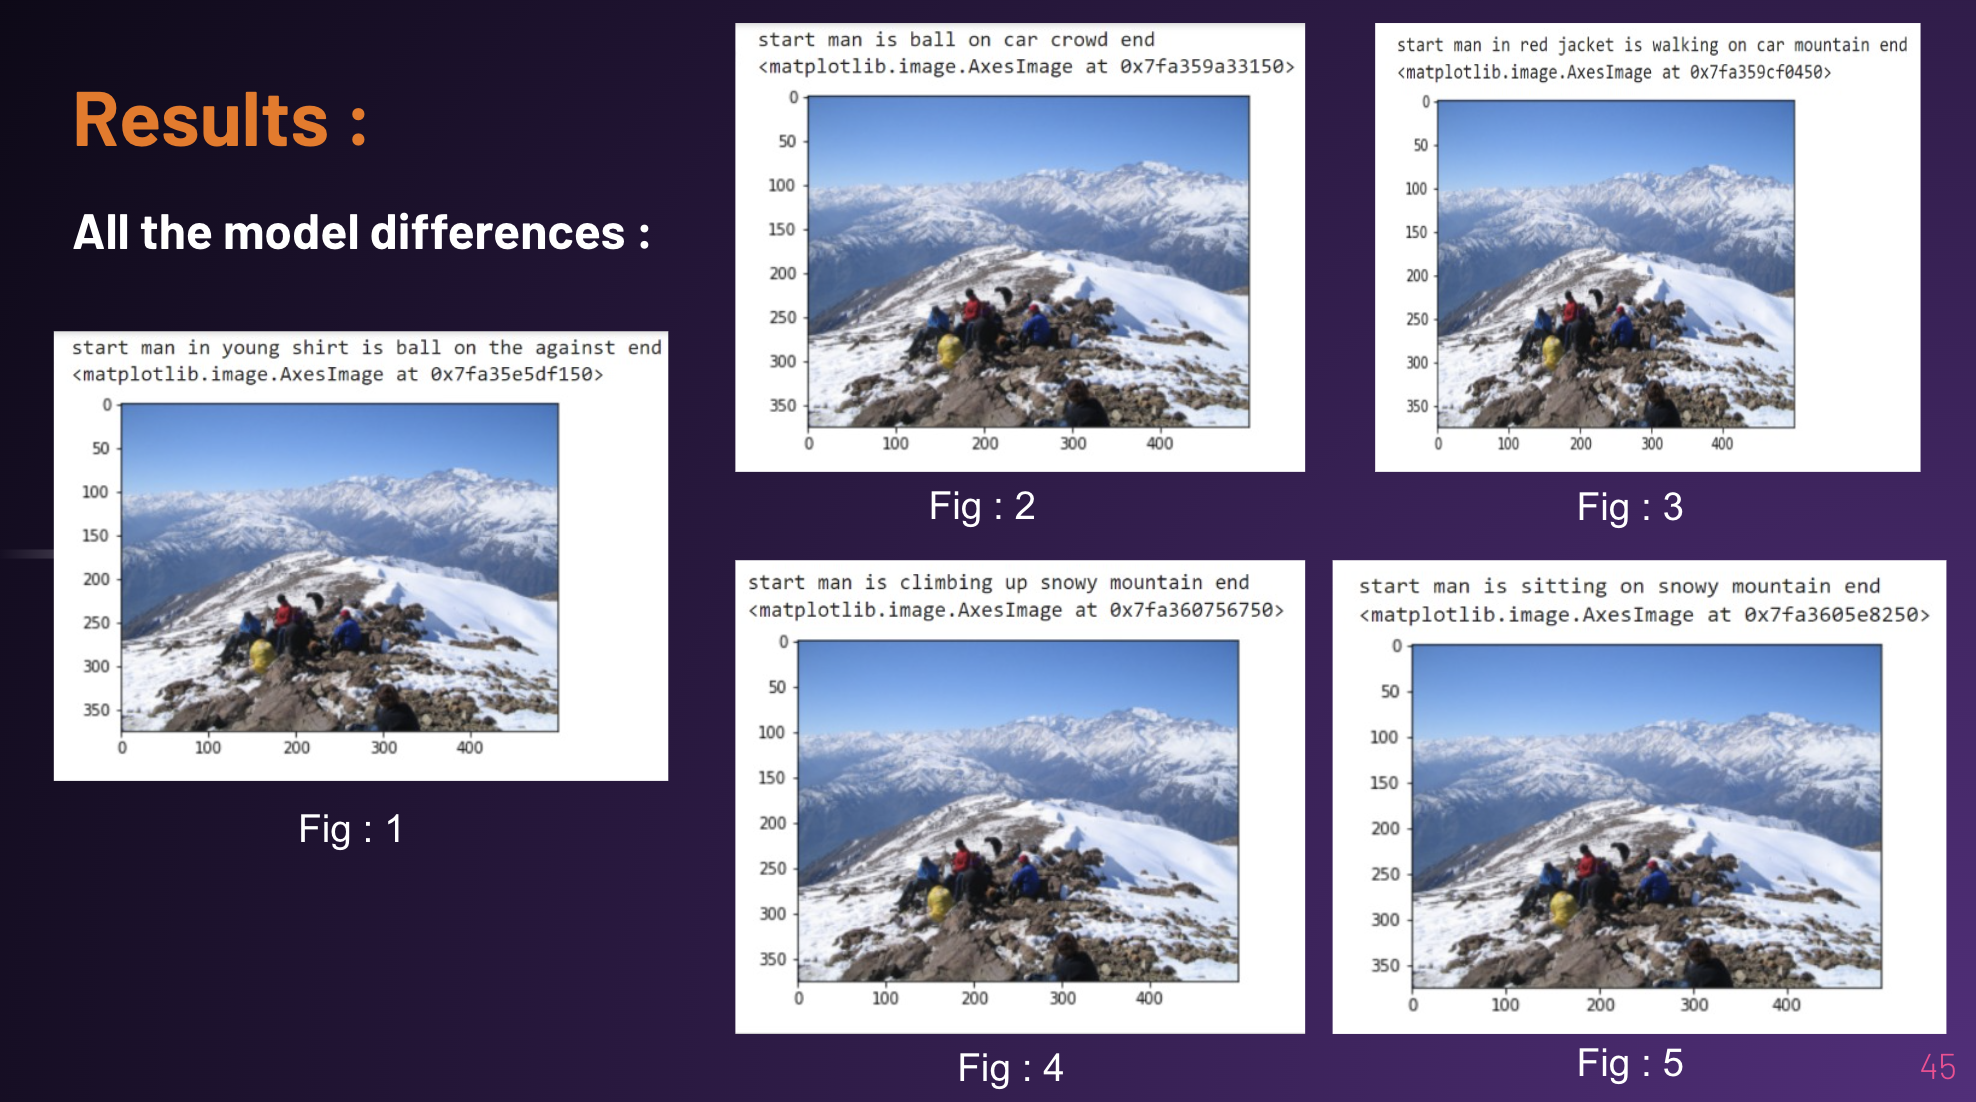 Results :
All the model differences :
start man in young shirt is ball on the against end
<matplotlib.image.AxesImage at 0x7fa35e5df150>
0
50
100
150
200
250
300
350
0 100 200 300 400
Fig : 1
start man is ball on car crowd end
<matplotlib.image.AxesImage at 0x7fa359a33150>
0
50
100
150
200
250
300
350
0 100 200 300 400
Fig : 2
start man in red jacket is walking on car mountain end
<matplotlib.image.AxesImage at 0x7fa359cf0450>
0
50
100
150
200
250
300
350
0 100 200 300 400
Fig : 3
start man is climbing up snowy mountain end
<matplotlib.image.AxesImage at 0x7fa360756750>
0
50
100
150
200
250
300
350
0 100 200 300 400
Fig : 4
start man is sitting on snowy mountain end
<matplotlib.image.AxesImage at 0x7fa3605e8250>
0
50
100
150
200
250
300
350
0 100 200 300 400
Fig : 5
45